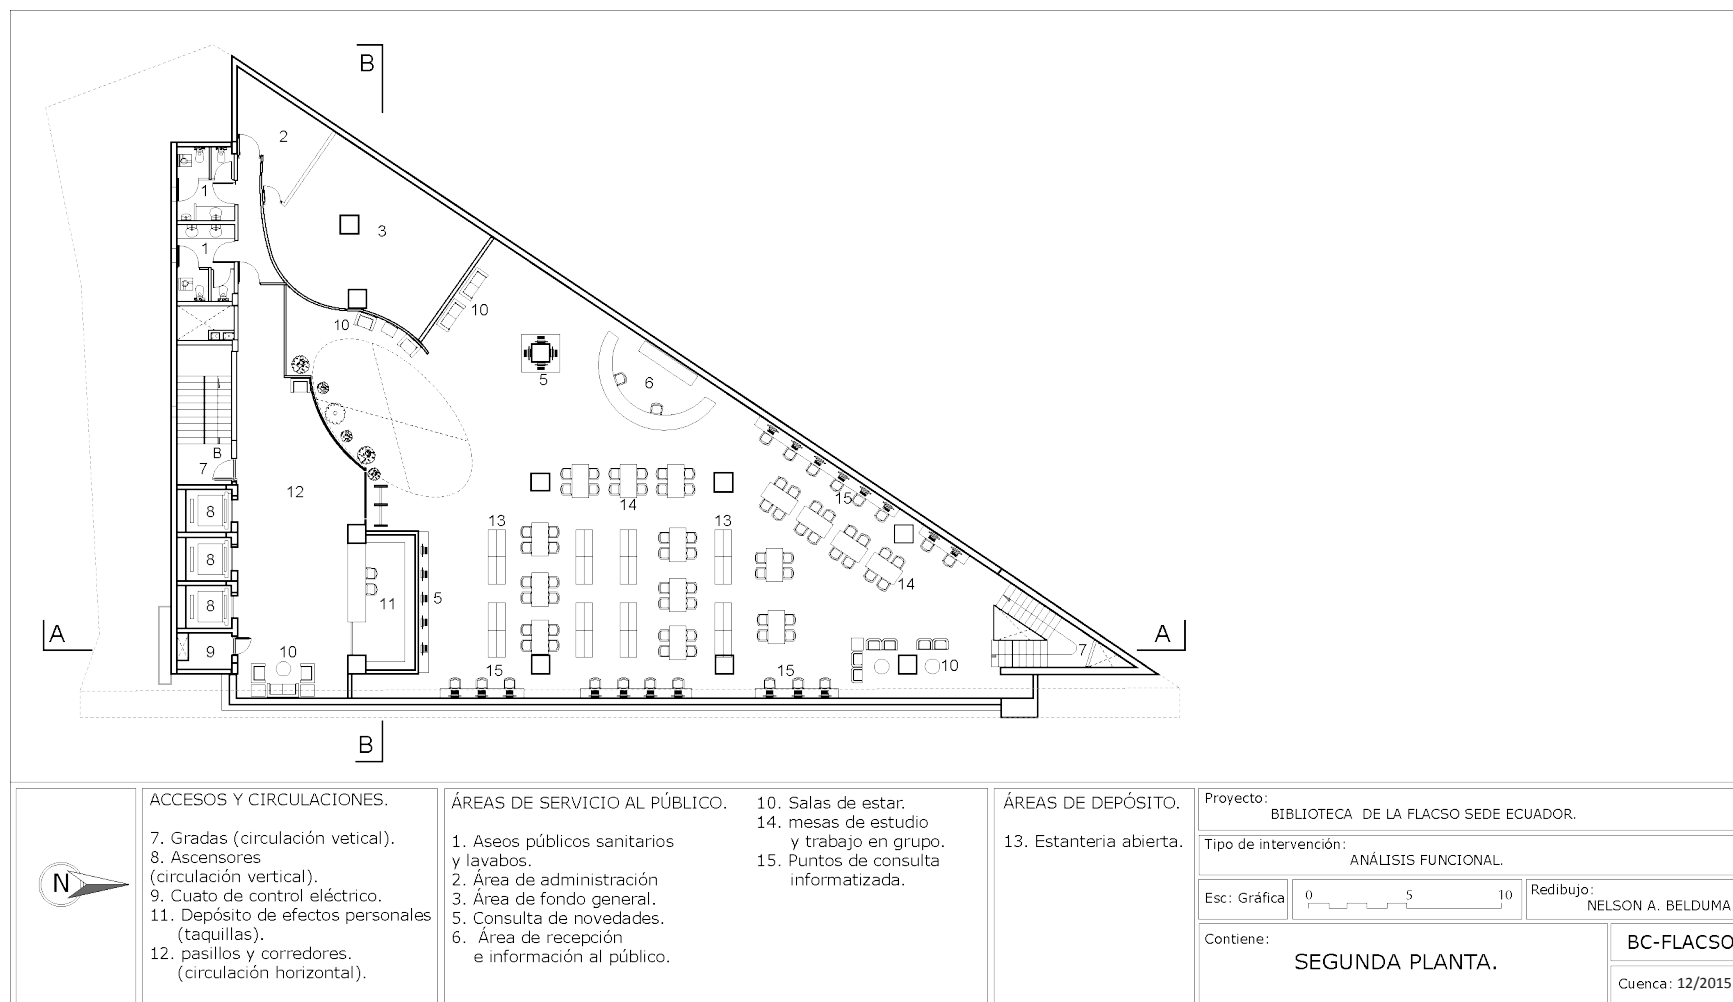 B
2
1
3
1
10
10
5
6
B
7
12
8
15
14
13
13
8
14
8
11
5
A
A
9
10
15
15
10
7
B
N
ACCESOS Y CIRCULACIONES.
7. Gradas (circulación vetical).
8. Ascensores
(circulación vertical).
9. Cuato de control eléctrico.
11. Depósito de efectos personales
(taquillas).
12. pasillos y corredores.
(circulación horizontal).
ÁREAS DE SERVICIO AL PÚBLICO.
1. Aseos públicos sanitarios
y lavabos.
2. Área de administración
3. Área de fondo general.
5. Consulta de novedades.
6. Área de recepción
e información al público.
10. Salas de estar.
14. mesas de estudio
y trabajo en grupo.
15. Puntos de consulta
informatizada.
ÁREAS DE DEPÓSITO.
13. Estanteria abierta.
Proyecto:
BIBLIOTECA DE LA FLACSO SEDE ECUADOR.
Tipo de intervención:
ANÁLISIS FUNCIONAL.
Esc: Gráfica
0 5 10
Redibujo:
NELSON A. BELDUMA
Contiene:
SEGUNDA PLANTA.
BC-FLACSO
Cuenca: 12/2015